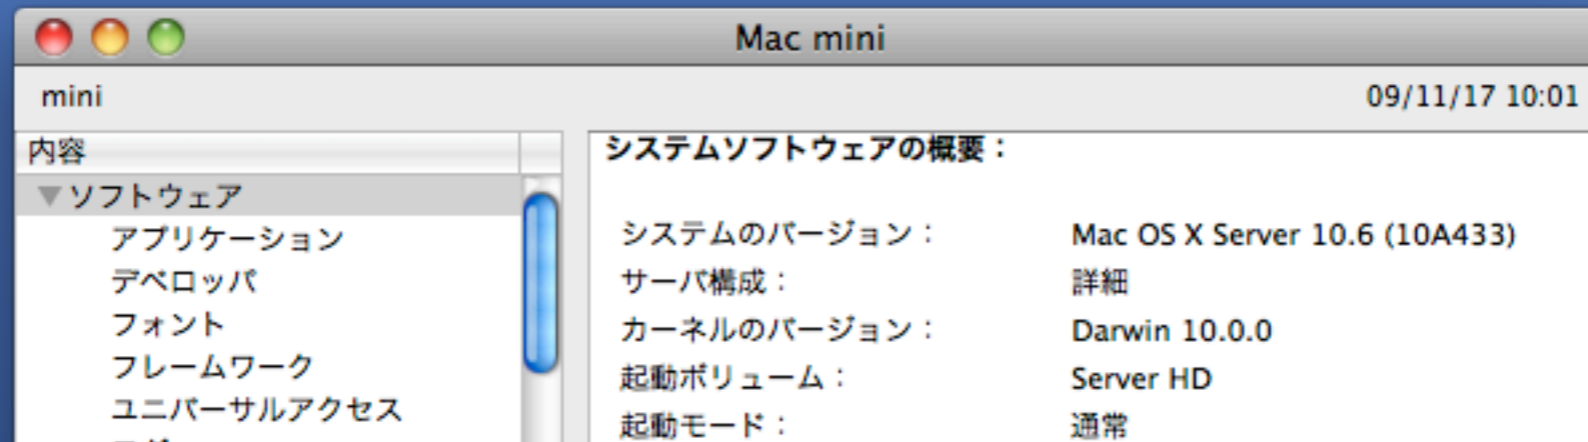 Mac mini
mini
09/11/17 10:01
内容
ソフトウェア
アプリケーション
デベロッパ
フォント
フレームワーク
ユニバーサルアクセス
システムソフトウェアの概要：
システムのバージョン： Mac OS X Server 10.6 (10A433)
サーバ構成： 詳細
カーネルのバージョン： Darwin 10.0.0
起動ボリューム： Server HD
起動モード： 通常